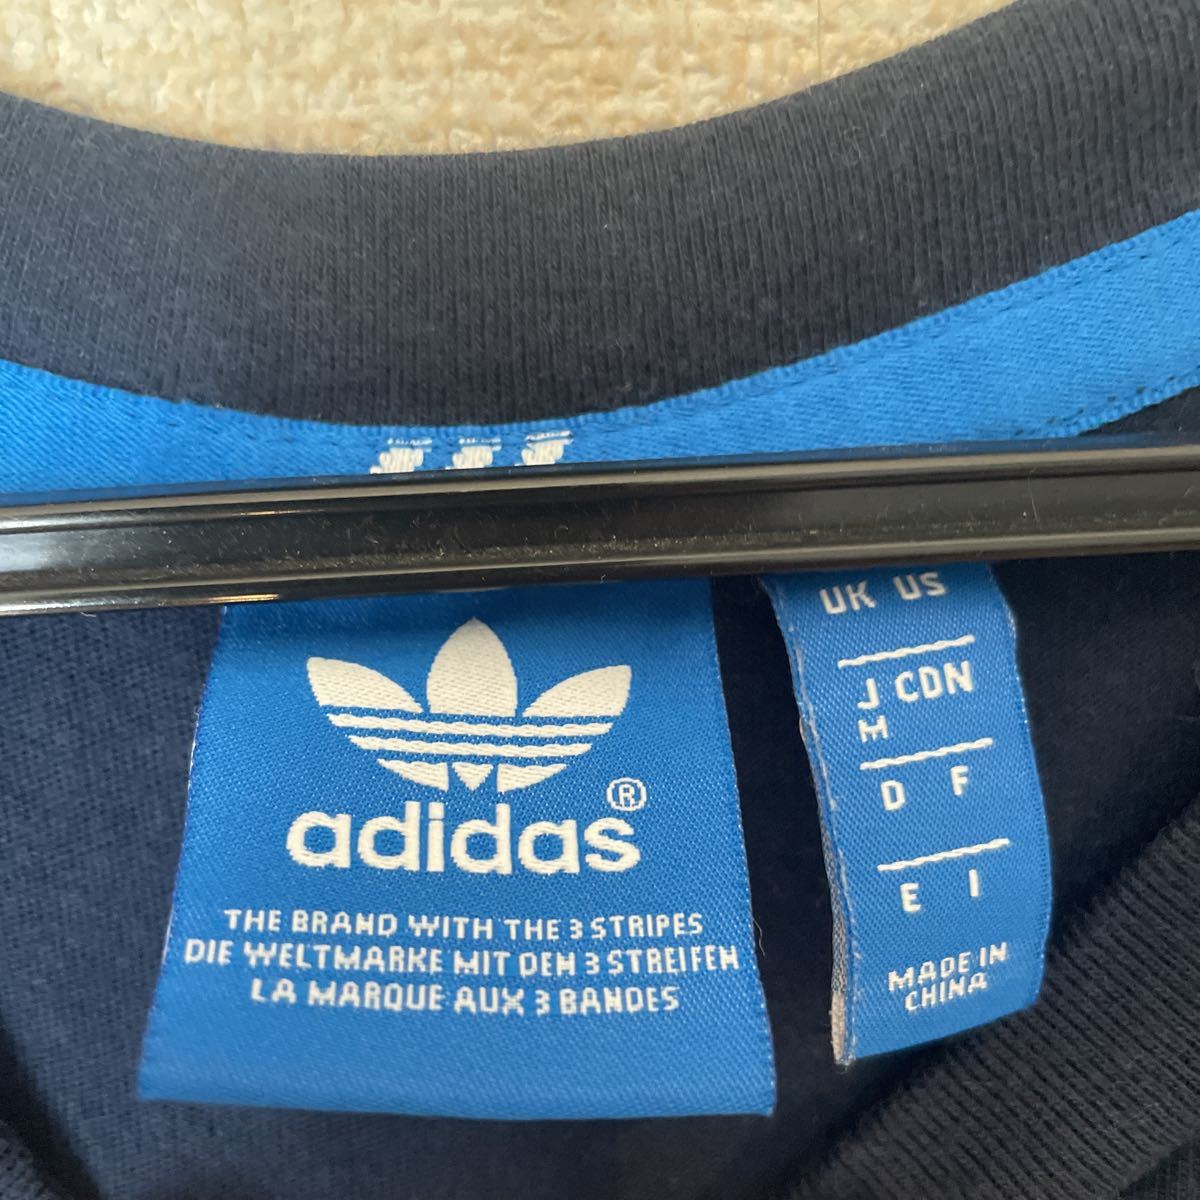 adidas
®
THE BRAND WITH THE 3 STRIPES
DIE WELTMARKE MIT DEN 3 STREIFEN
LA MARQUE AUX 3 BANDES
UK US
J CDN
M
D F
E I
MADE IN
CHINA